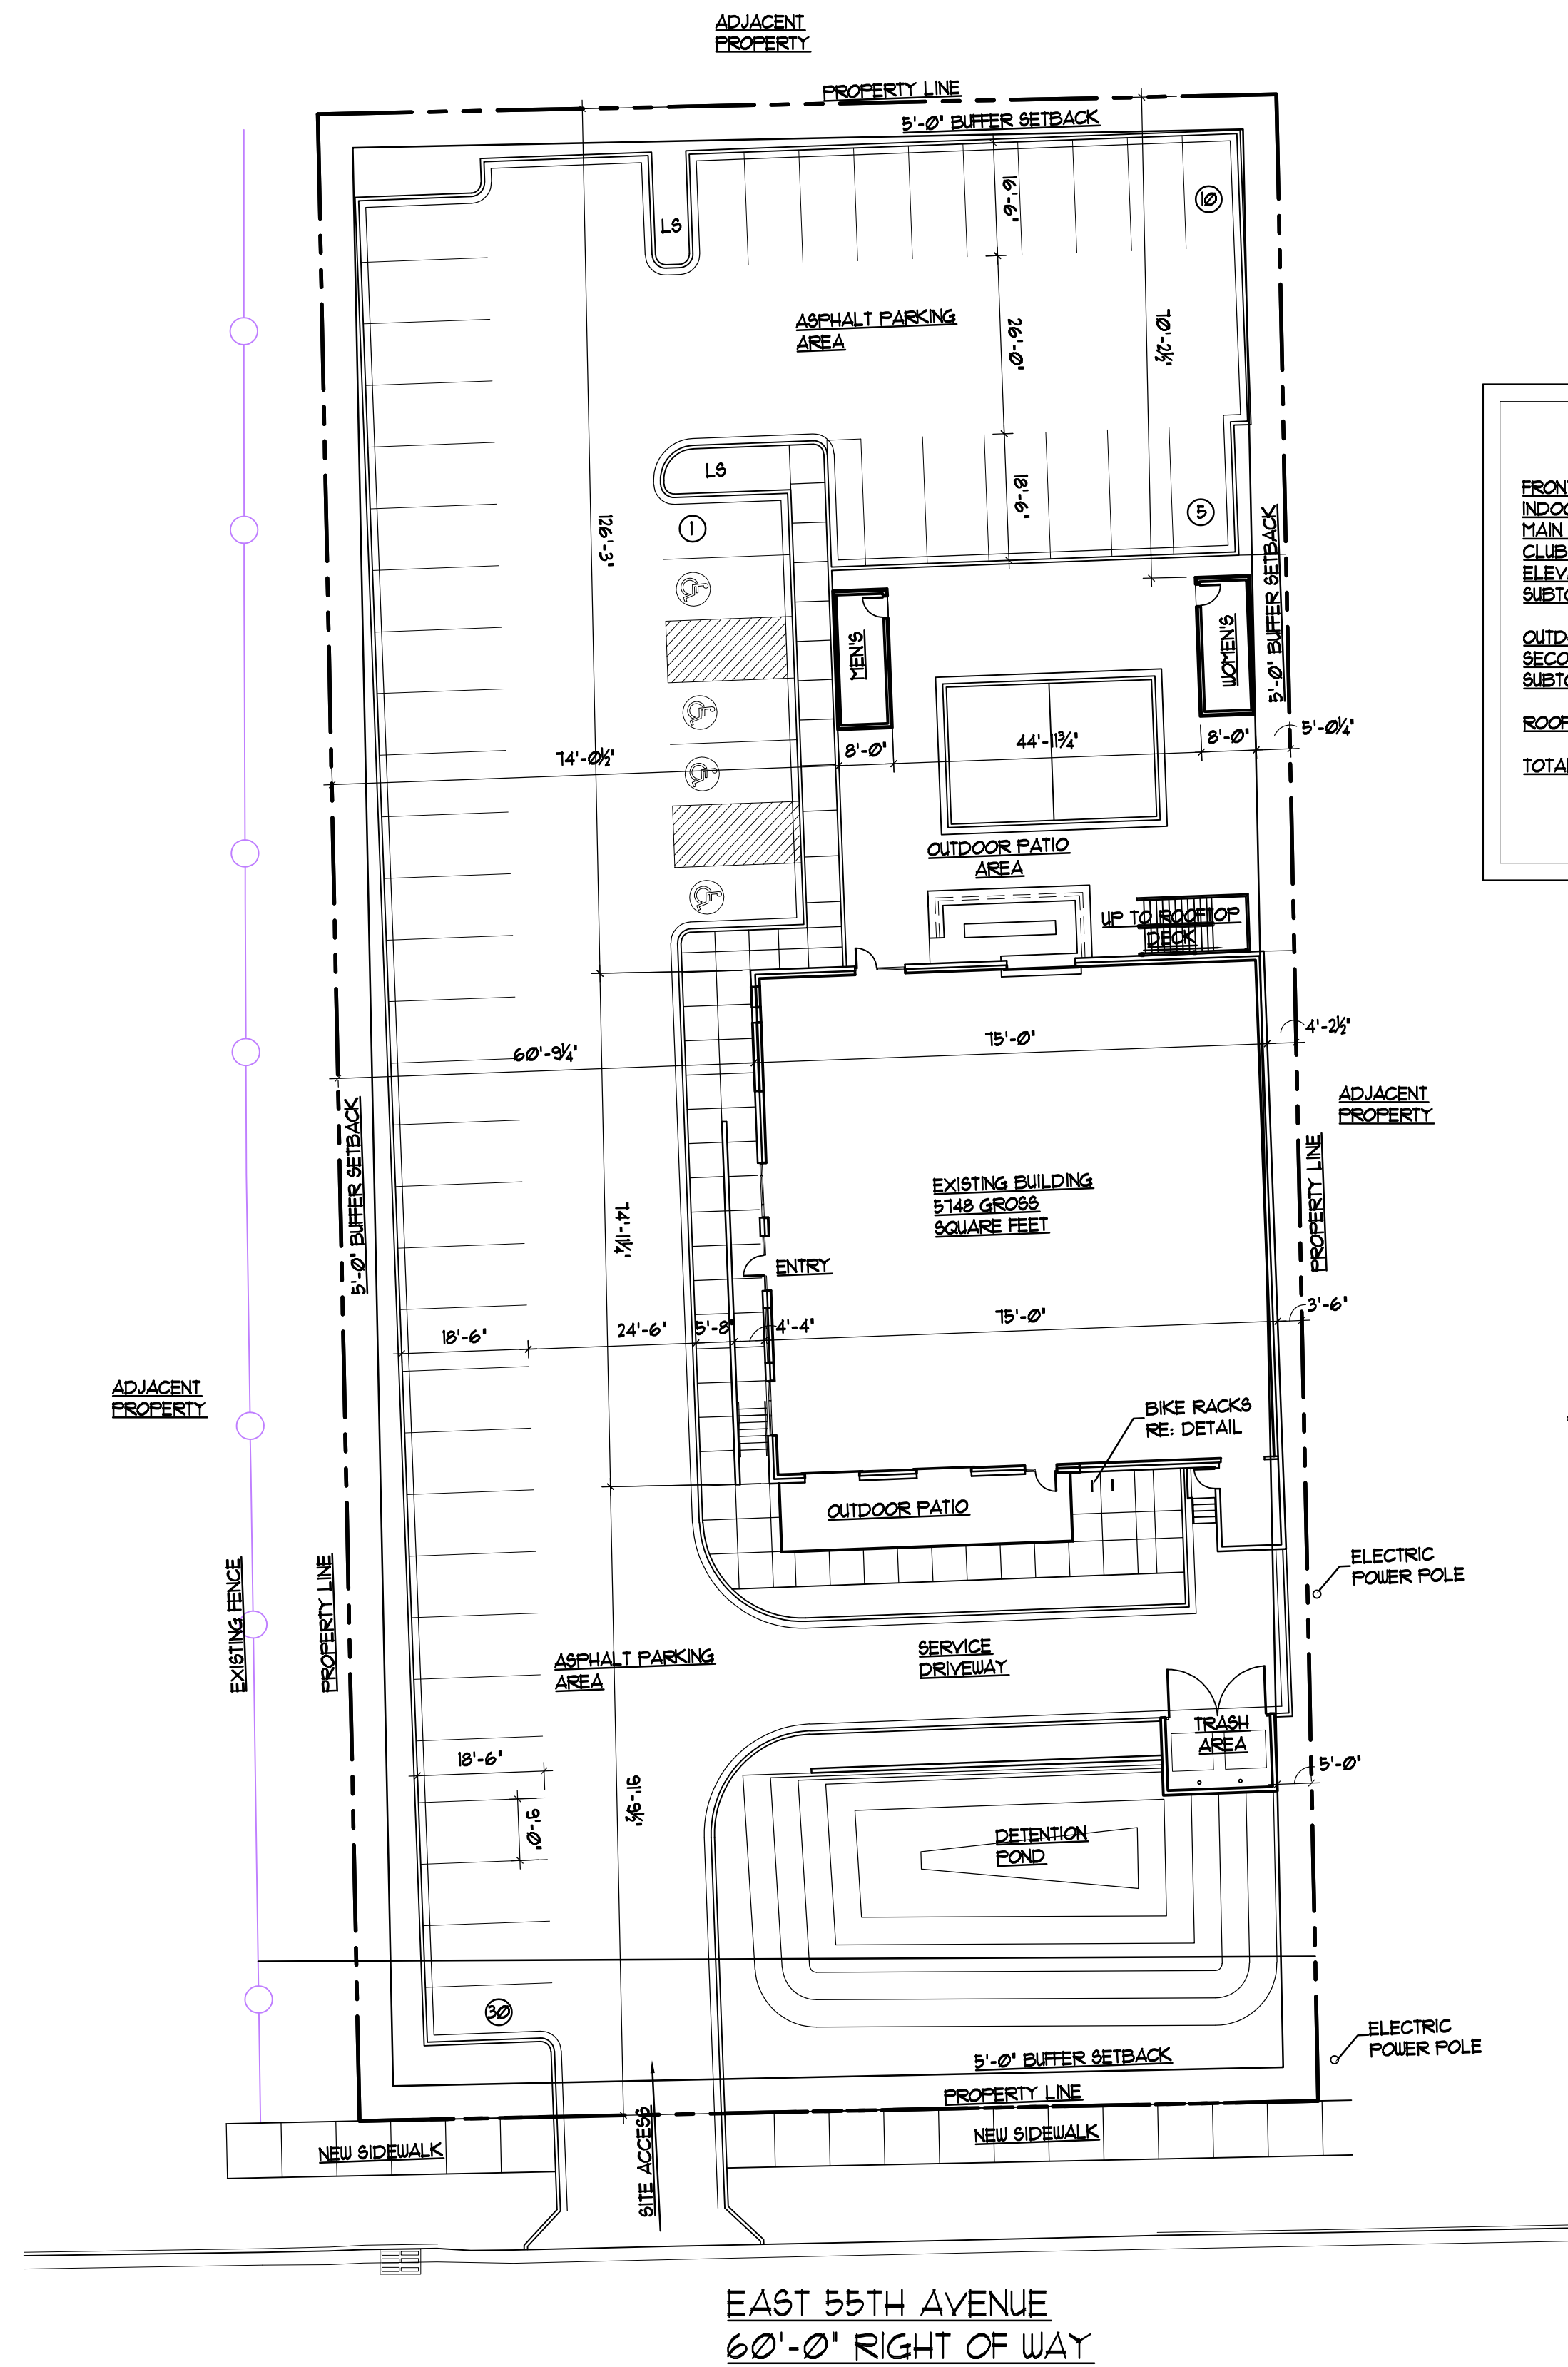 ADJACENT
PROPERTY
PROPERTY LINE
5'-0" BUFFER SETBACK
LS
16'-6"
10
ASPHALT PARKING
AREA
26'-0"
70'-2½"
LS
18'-6"
5
1
126'-3"
5'-0" BUFFER SETBACK
MEN'S
WOMEN'S
74'-0½"
8'-0"
44'-11¾"
8'-0"
5'-0¼"
OUTDOOR PATIO
AREA
UP TO ROOFTOP
DECK
60'-9¼"
75'-0"
4'-2½"
ADJACENT
PROPERTY
5'-0" BUFFER SETBACK
PROPERTY LINE
EXISTING BUILDING
5748 GROSS
SQUARE FEET
74'-11¼"
ENTRY
18'-6"
24'-6"
5'-8"
4'-4"
75'-0"
3'-6"
ADJACENT
PROPERTY
BIKE RACKS
RE: DETAIL
OUTDOOR PATIO
ELECTRIC
POWER POLE
EXISTING FENCE
PROPERTY LINE
ASPHALT PARKING
AREA
SERVICE
DRIVEWAY
TRASH
AREA
18'-6"
9'-0"
91'-9½"
5'-0"
DETENTION
POND
30
ELECTRIC
POWER POLE
5'-0" BUFFER SETBACK
PROPERTY LINE
NEW SIDEWALK
SITE ACCESS
NEW SIDEWALK
EAST 55TH AVENUE
60'-0" RIGHT OF WAY
MAIN
CLUB